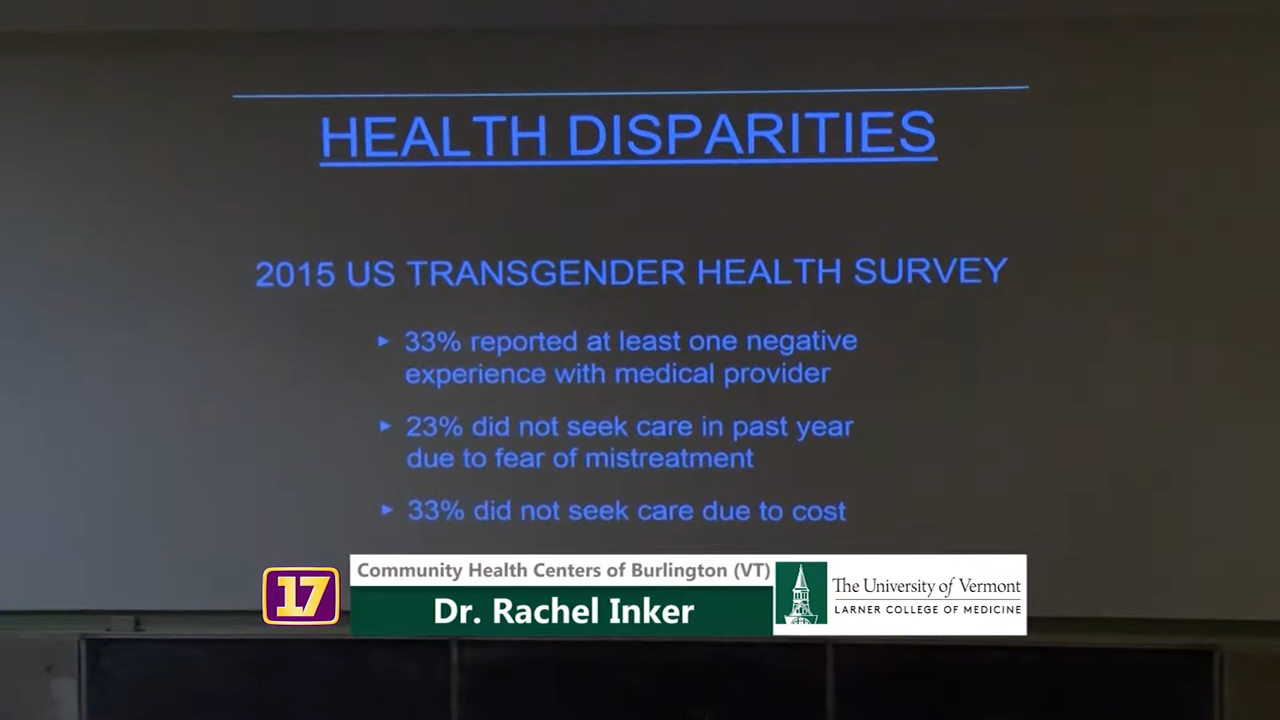 HEALTH DISPARITIES
2015 US TRANSGENDER HEALTH SURVEY
33% reported at least one negative
experience with medical provider
23% did not seek care in past year
due to fear of mistreatment
33% did not seek care due to cost
17
Community Health Centers of Burlington (VT)
Dr. Rachel Inker
The University of Vermont
LARNER COLLEGE OF MEDICINE